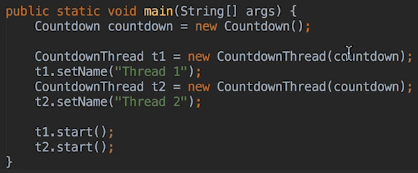 public static void main(String[] args) {
    Countdown countdown = new Countdown();

    CountdownThread t1 = new CountdownThread(countdown);
    t1.setName("Thread 1");
    CountdownThread t2 = new CountdownThread(countdown);
    t2.setName("Thread 2");

    t1.start();
    t2.start();
}